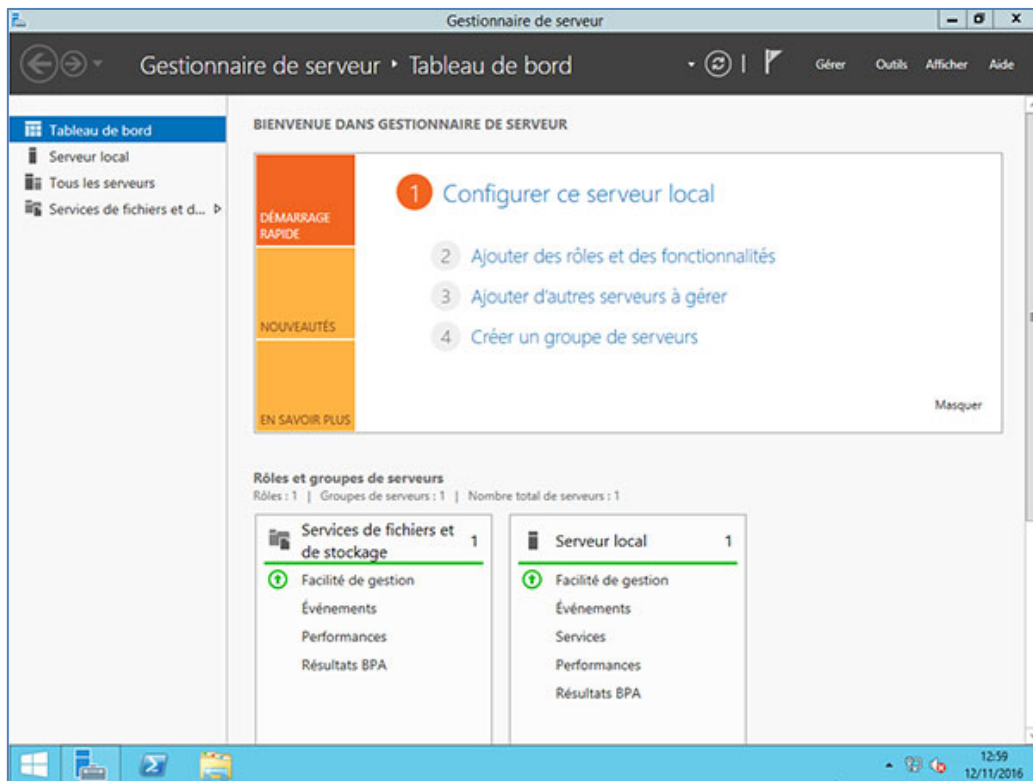 Gestionnaire de serveur
Gestionnaire de serveur ‣ Tableau de bord
Gérer Outils Afficher Aide
Tableau de bord
Serveur local
Tous les serveurs
Services de fichiers et d...
BIENVENUE DANS GESTIONNAIRE DE SERVEUR
DÉMARRAGE
RAPIDE
NOUVEAUTÉS
EN SAVOIR PLUS
1 Configurer ce serveur local
2 Ajouter des rôles et des fonctionnalités
3 Ajouter d'autres serveurs à gérer
4 Créer un groupe de serveurs
Masquer
Rôles et groupes de serveurs
Rôles : 1 | Groupes de serveurs : 1 | Nombre total de serveurs : 1
Services de fichiers et
de stockage 1
Facilité de gestion
Événements
Performances
Résultats BPA
Serveur local 1
Facilité de gestion
Événements
Services
Performances
Résultats BPA
12:59
12/11/2016